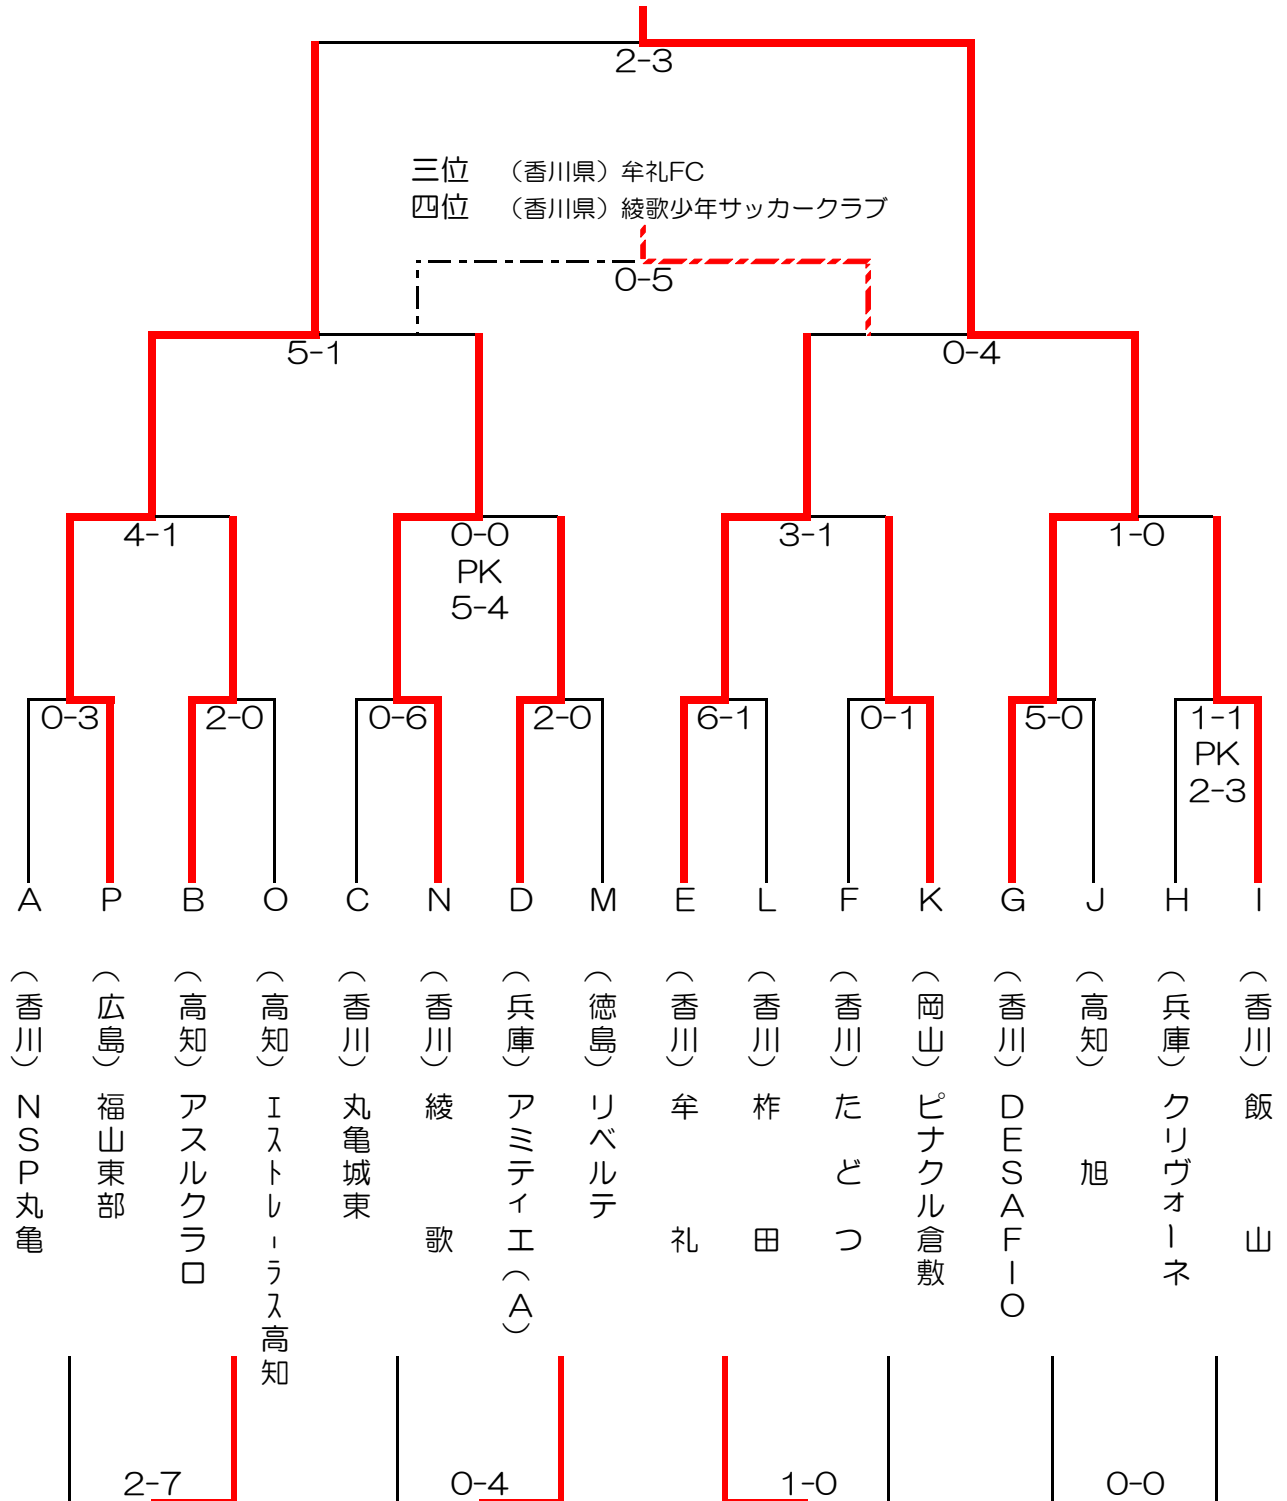 2-3
三位 （香川県）牟礼FC
四位 （香川県）綾歌少年サッカークラブ
0-5
5-1
0-4
4-1
0-0
PK
5-4
3-1
1-0
0-3
2-0
0-6
2-0
6-1
0-1
5-0
1-1
PK
2-3
A
P
B
O
C
N
D
M
E
L
F
K
G
J
H
I
（香川）NSP丸亀
（広島）福山東部
（高知）アスルクラロ
（高知）ｴｽﾄﾚｰﾗｽ高知
（香川）丸亀城東
（香川）綾歌
（兵庫）アミティエ（A）
（徳島）リベルテ
（香川）牟礼
（香川）柞田
（香川）たどつ
（岡山）ピナクル倉敷
（香川）DESAFIO
（高知）旭
（兵庫）クリヴォーネ
（香川）飯山
2-7
0-4
1-0
0-0